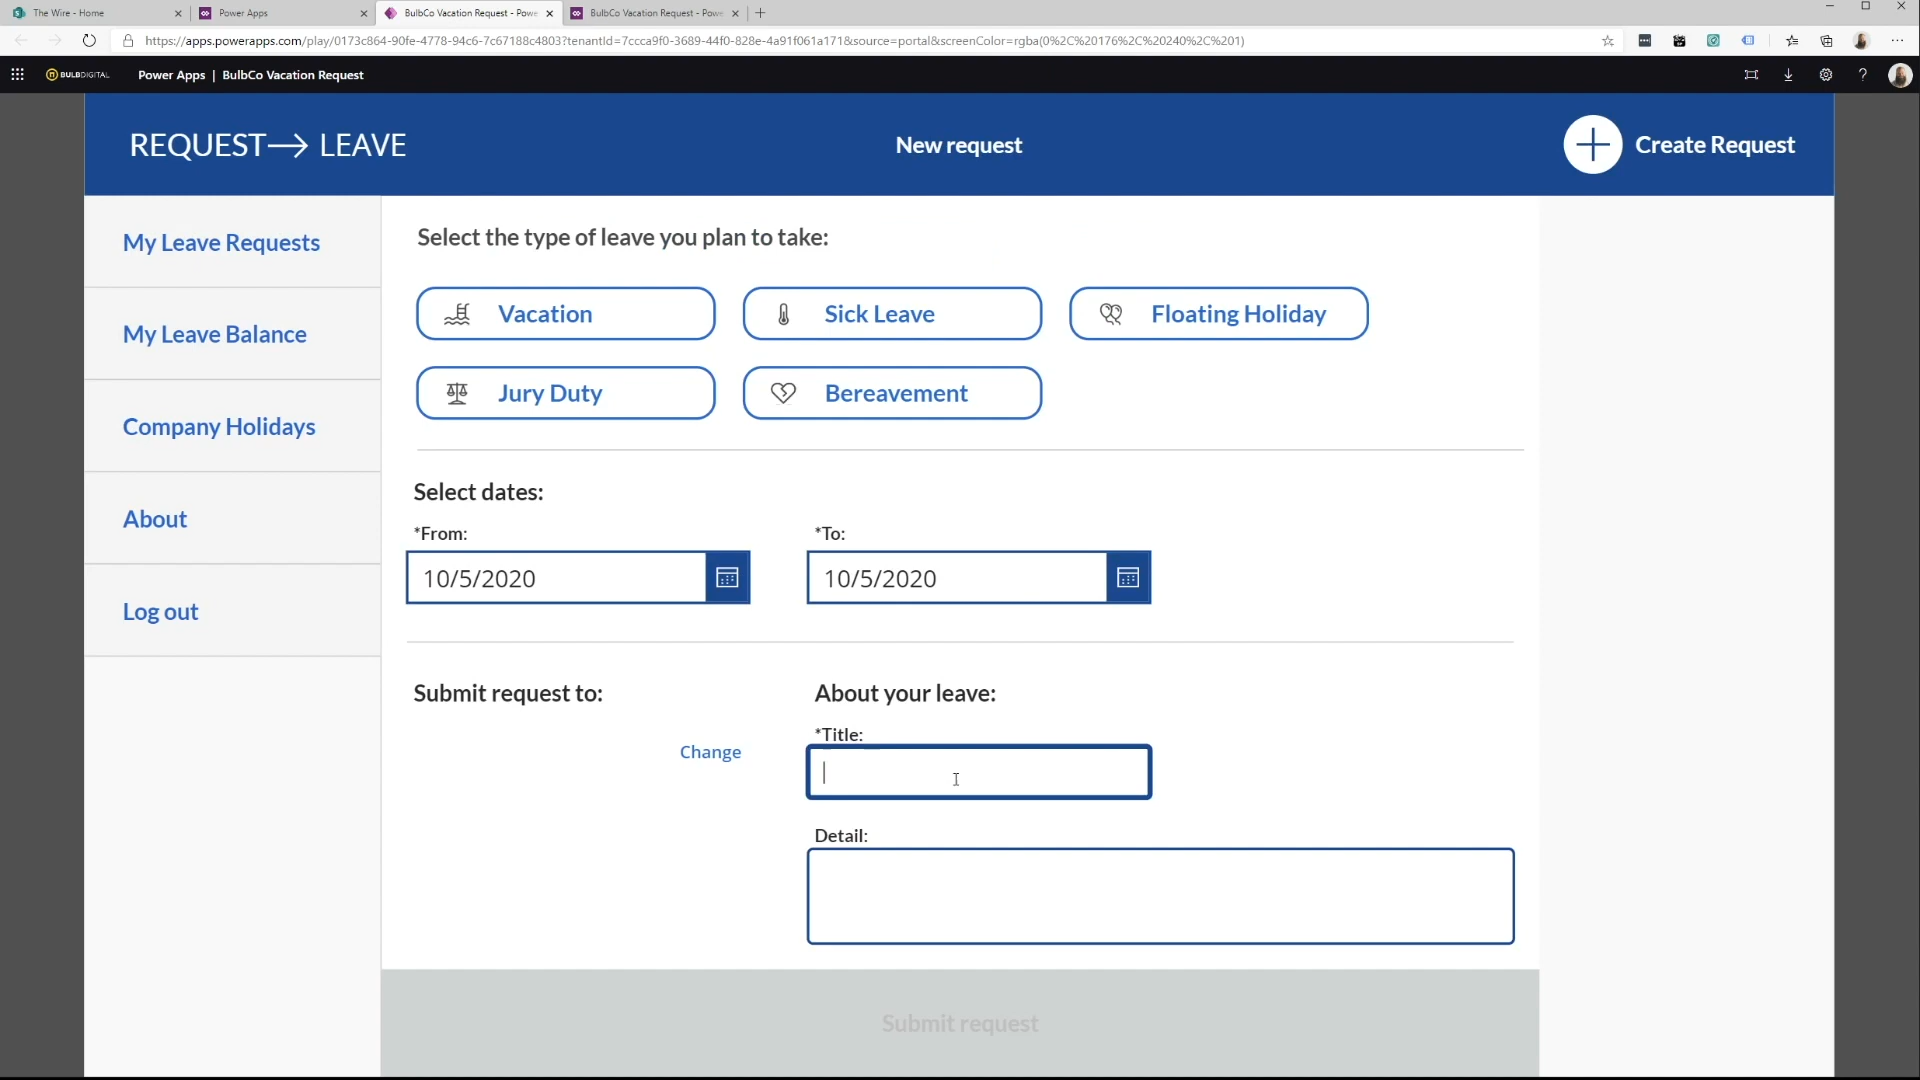 The Wire - Home
Power Apps
BulbCo Vacation Request - Powe
BulbCo Vacation Request - Powe
https://apps.powerapps.com/play/0173c864-90fe-4778-94c6-7c67188c4803?tenantId=7ccca9f0-3689-44f0-828e-4a91f061a171&source=portal&screenColor=rgba(0%2C%20176%2C%20240%2C%201)
BULBDIGITAL
Power Apps | BulbCo Vacation Request
REQUEST→ LEAVE
New request
Create Request
My Leave Requests
My Leave Balance
Company Holidays
About
Log out
Select the type of leave you plan to take:
Vacation
Sick Leave
Floating Holiday
Jury Duty
Bereavement
Select dates:
*From:
*To:
10/5/2020
10/5/2020
Submit request to:
Change
About your leave:
*Title:
Detail:
Submit request